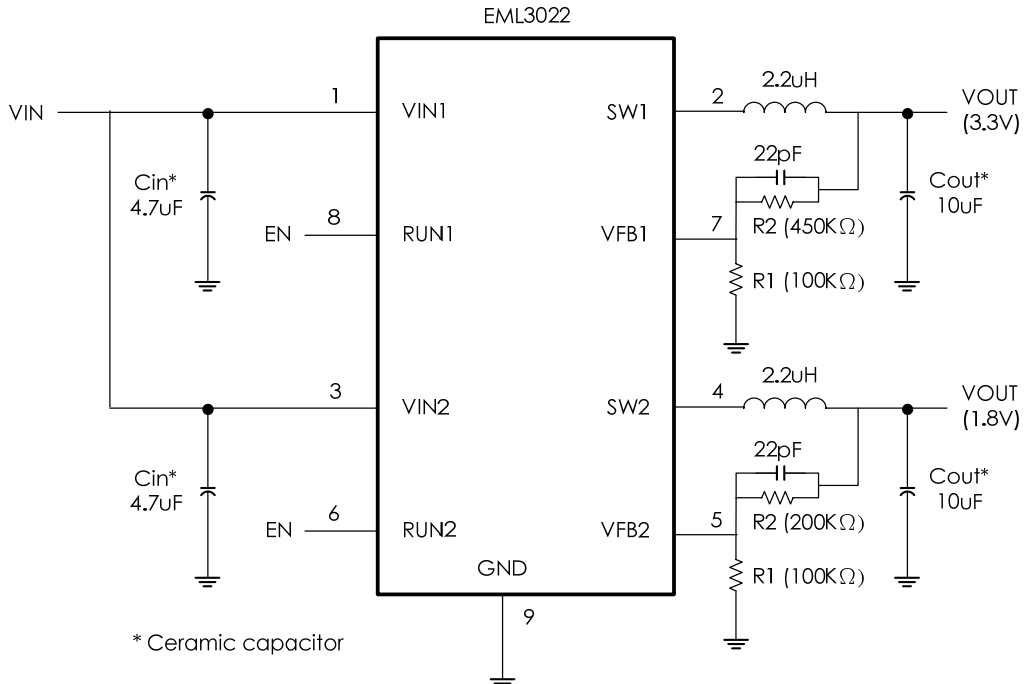 EML3022
VIN
1
VIN1
SW1
2
2.2uH
VOUT
(3.3V)
Cin*
4.7uF
22pF
R2 (450KΩ)
Cout*
10uF
EN
8
RUN1
VFB1
7
R1 (100KΩ)
3
VIN2
SW2
4
2.2uH
VOUT
(1.8V)
Cin*
4.7uF
22pF
R2 (200KΩ)
Cout*
10uF
EN
6
RUN2
VFB2
5
R1 (100KΩ)
GND
9
* Ceramic capacitor